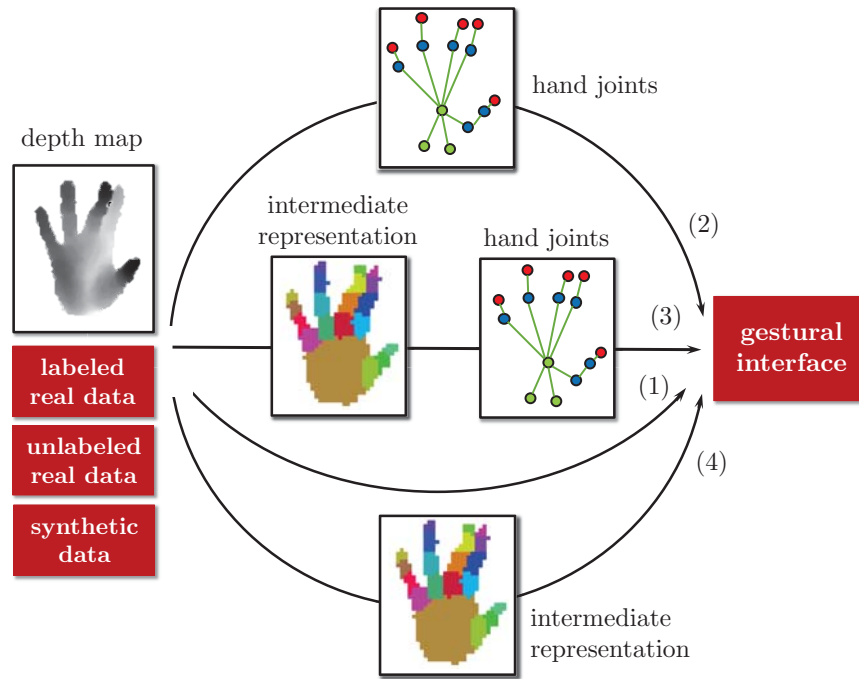 hand joints
depth map
(2)
intermediate
representation
hand joints
(3)
gestural
interface
labeled
real data
(1)
unlabeled
real data
(4)
synthetic
data
intermediate
representation